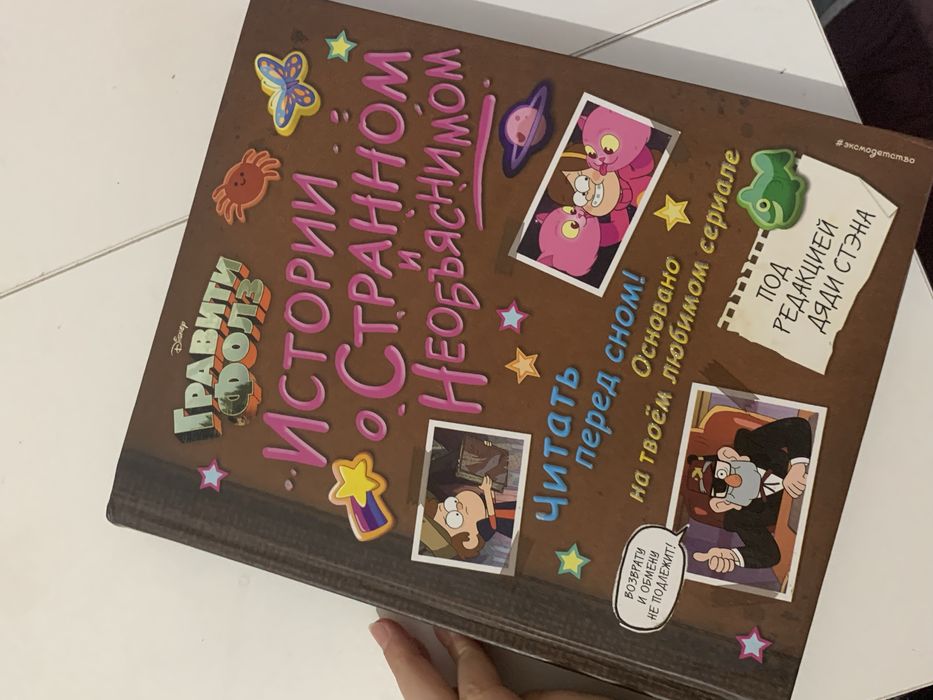 Disney
ГРАВИТИ
ФОЛЗ
ИСТОРИИ
О СТРАННОМ
И
НЕОБЪЯСНИМОМ
Читать
перед сном!
Основано
на твоём любимом сериале
ПОД
РЕДАКЦИЕЙ
ДЯДИ СТЭНА
ВОЗВРАТУ
И ОБМЕНУ
НЕ ПОДЛЕЖИТ!
#эксмодетства